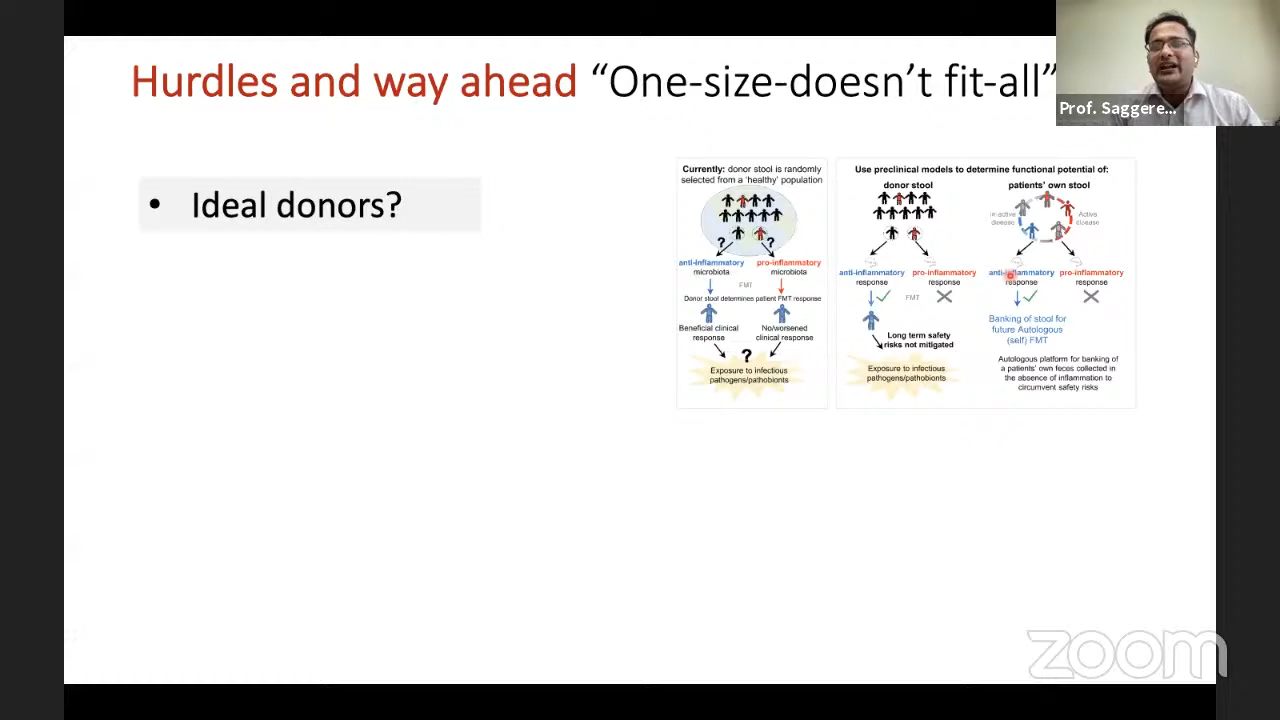 Hurdles and way ahead “One-size-doesn’t fit-all”
Prof. Saggere...
• Ideal donors?
Currently: donor stool is randomly
selected from a 'healthy' population
? ?
anti-inflammatory pro-inflammatory
microbiota microbiota
FMT
Donor stool determines patient FMT response
Beneficial clinical No/worsened
response clinical response
?
Exposure to infectious
pathogens/pathobionts
Use preclinical models to determine functional potential of:
donor stool patients' own stool
In-active Active
disease disease
anti-inflammatory pro-inflammatory anti-inflammatory pro-inflammatory
response response response response
FMT
Banking of stool for
future Autologous
(self) FMT
Long term safety
risks not mitigated
Exposure to infectious
pathogens/pathobionts
Autologous platform for banking of
a patients' own feces collected in
the absence of inflammation to
circumvent safety risks
zoom